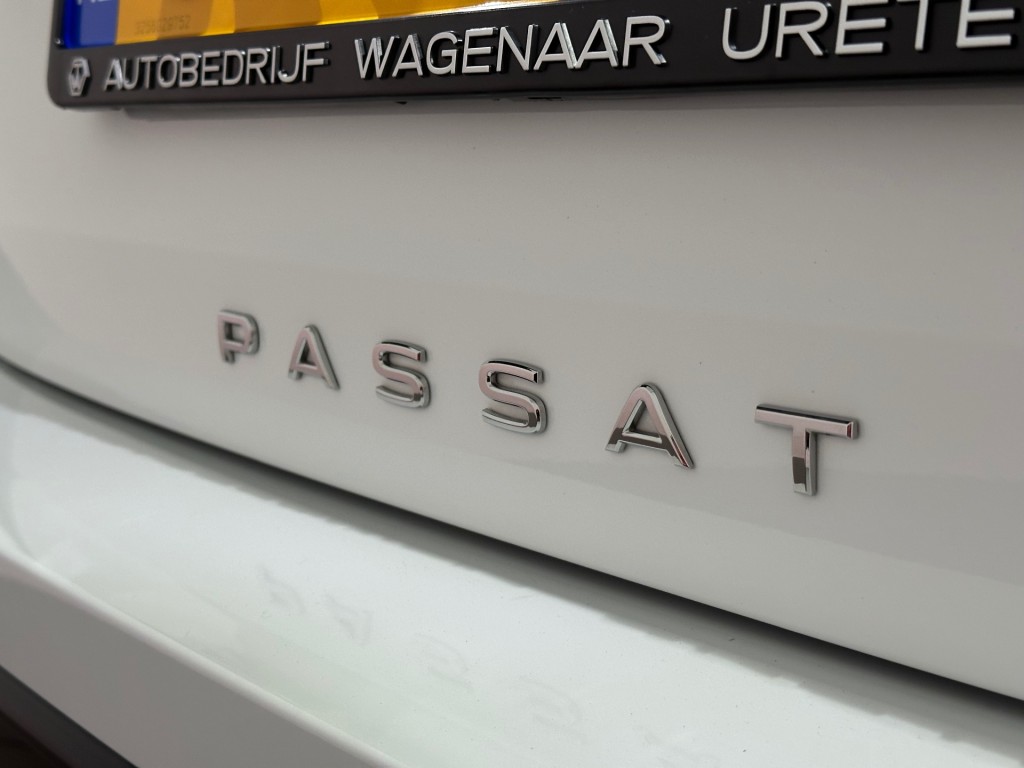 AUTOBEDRIJF WAGENAAR URETE
PASSAT